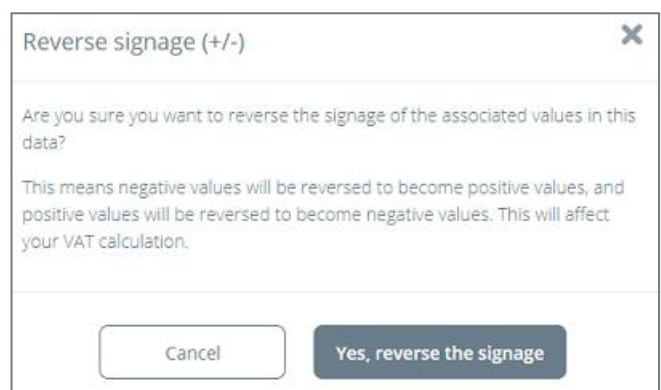 Reverse signage (+/-)
Are you sure you want to reverse the signage of the associated values in this
data?
This means negative values will be reversed to become positive values, and
positive values will be reversed to become negative values. This will affect
your VAT calculation.
Cancel
Yes, reverse the signage